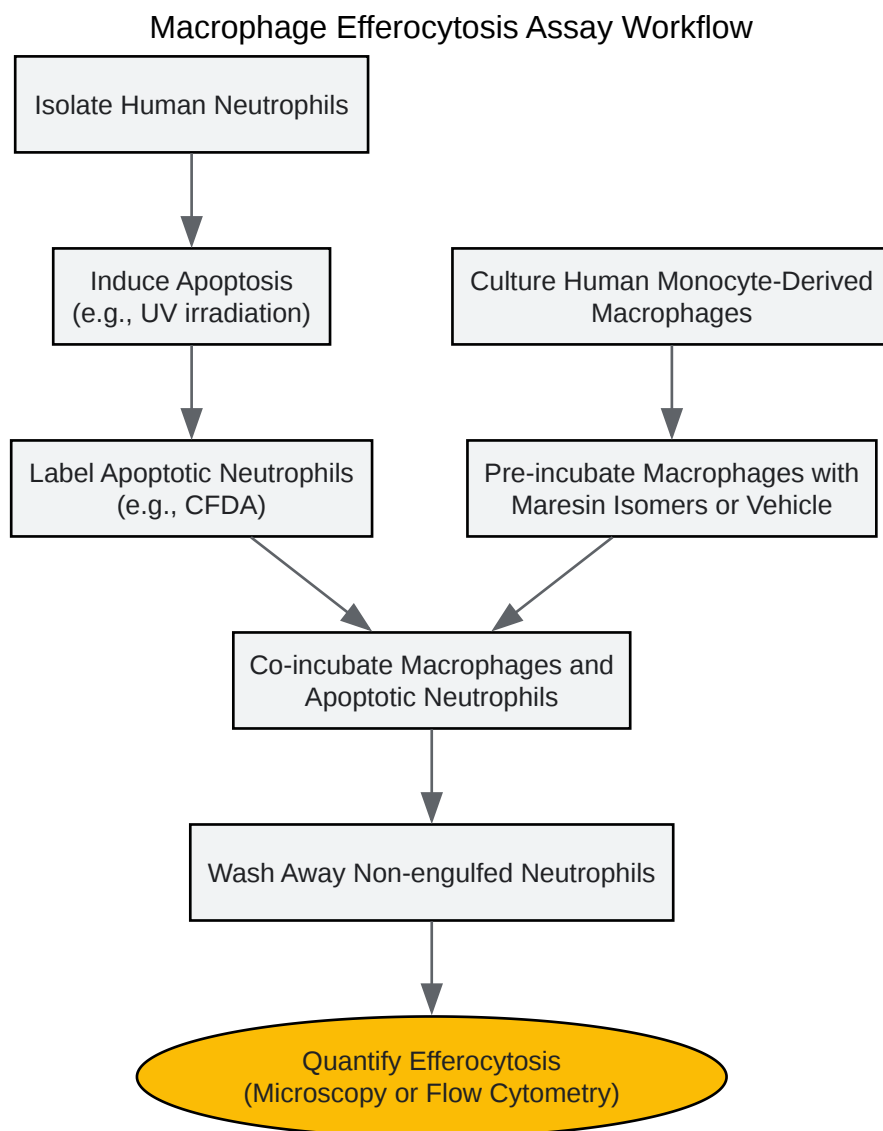 Macrophage Efferocytosis Assay Workflow
Isolate Human Neutrophils
Induce Apoptosis
(e.g., UV irradiation)
Culture Human Monocyte-Derived
Macrophages
Label Apoptotic Neutrophils
(e.g., CFDA)
Pre-incubate Macrophages with
Maresin Isomers or Vehicle
Co-incubate Macrophages and
Apoptotic Neutrophils
Wash Away Non-engulfed Neutrophils
Quantify Efferocytosis
(Microscopy or Flow Cytometry)